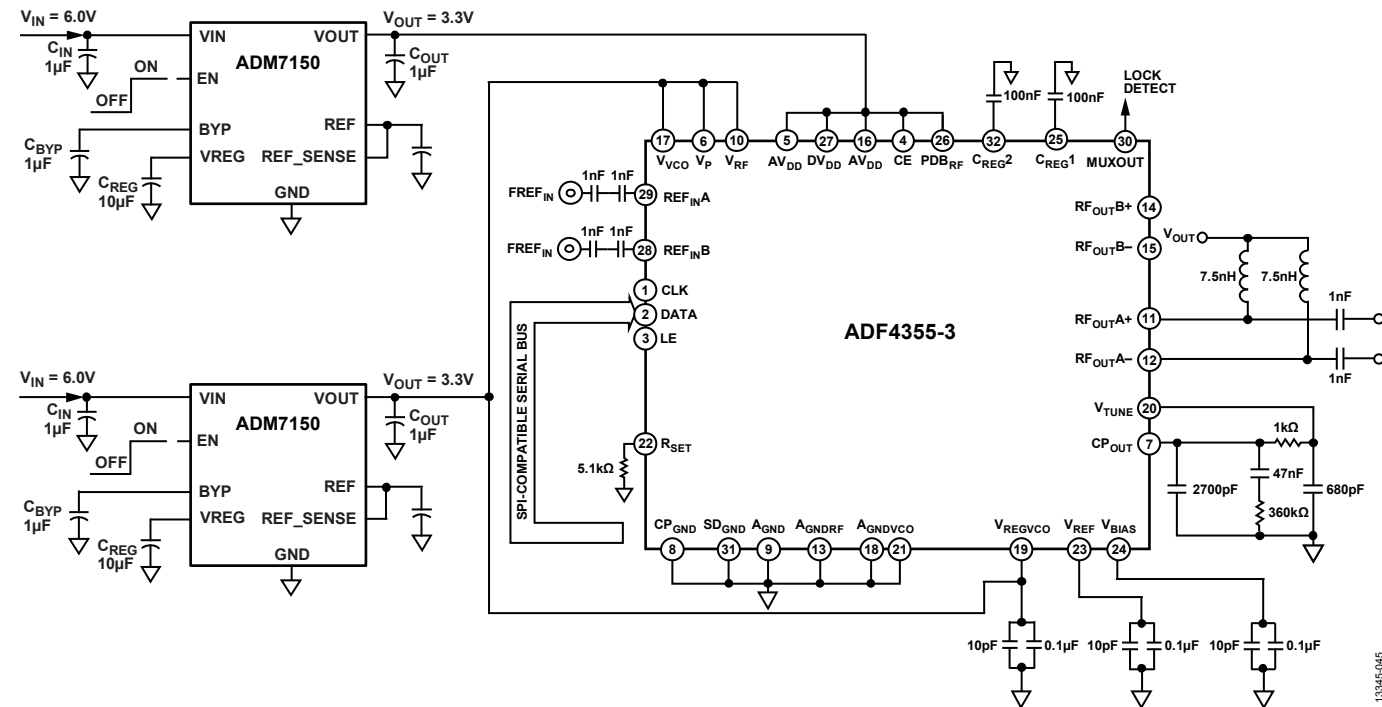 VIN = 6.0V
VOUT = 3.3V
CIN
1µF
VIN
VOUT
ADM7150
COUT
1µF
ON
EN
OFF
BYP
REF
CBYP
1µF
VREG
REF_SENSE
CREG
10µF
GND
VIN = 6.0V
VOUT = 3.3V
CIN
1µF
VIN
VOUT
ADM7150
COUT
1µF
ON
EN
OFF
BYP
REF
CBYP
1µF
VREG
REF_SENSE
CREG
10µF
GND
100nF
100nF
LOCK
DETECT
17 6 10 5 27 16 4 26 32 25 30
VVCO VP VRF AVDD DVDD AVDD CE PDBRF CREG2 CREG1 MUXOUT
1nF 1nF
FREFIN
29 REFINA
1nF 1nF
FREFIN
28 REFINB
1 CLK
2 DATA
3 LE
SPI-COMPATIBLE SERIAL BUS
22 RSET
5.1kΩ
ADF4355-3
RFOUTB+ 14
RFOUTB– 15
VOUT
7.5nH
7.5nH
RFOUTA+ 11
1nF
RFOUTA– 12
1nF
VTUNE 20
CPOUT 7
1kΩ
2700pF
47nF
360kΩ
680pF
CPGND SDGND AGND AGNDRF AGNDVCO VREGVCO VREF VBIAS
8 31 9 13 18 21 19 23 24
10pF 0.1µF 10pF 0.1µF 10pF 0.1µF
13345-045